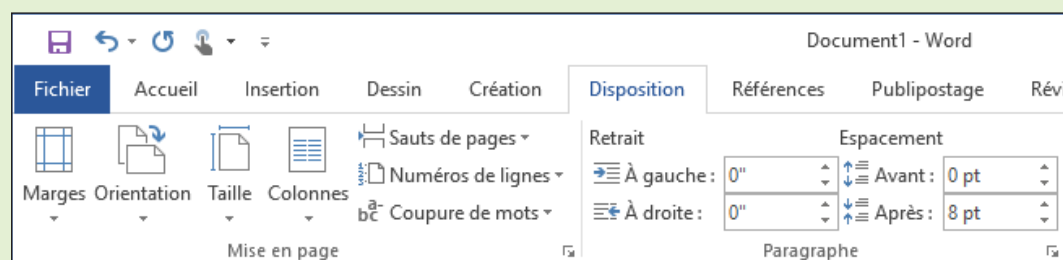 Document1 - Word
Fichier Accueil Insertion Dessin Création Disposition Références Publipostage Rév
Marges Orientation Taille Colonnes
Sauts de pages
Numéros de lignes
Coupure de mots
Mise en page
Retrait
À gauche : 0"
À droite : 0"
Espacement
Avant : 0 pt
Après : 8 pt
Paragraphe